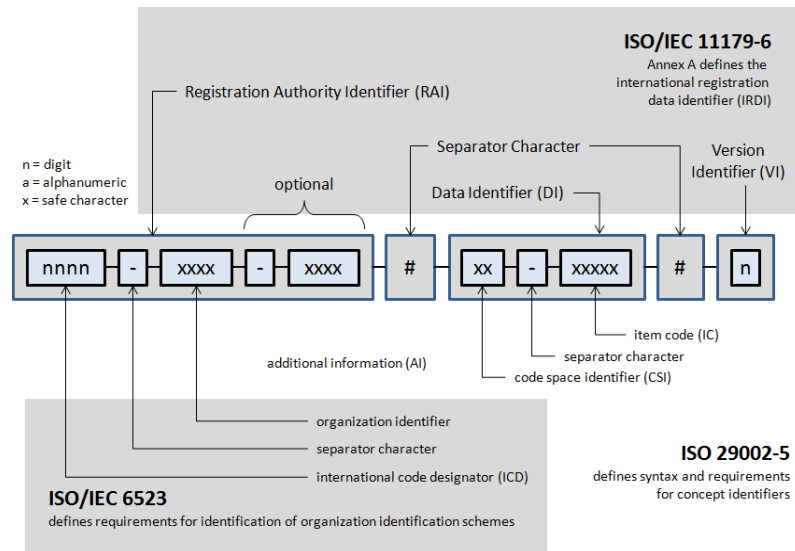 ISO/IEC 11179-6
Annex A defines the
international registration
data identifier (IRDI)
Registration Authority Identifier (RAI)
n = digit
a = alphanumeric
x = safe character
optional
Separator Character
Data Identifier (DI)
Version
Identifier (VI)
nnnn - xxxx - xxxx # xx - xxxxx # n
item code (IC)
separator character
code space identifier (CSI)
additional information (AI)
organization identifier
separator character
international code designator (ICD)
ISO/IEC 6523
defines requirements for identification of organization identification schemes
ISO 29002-5
defines syntax and requirements
for concept identifiers